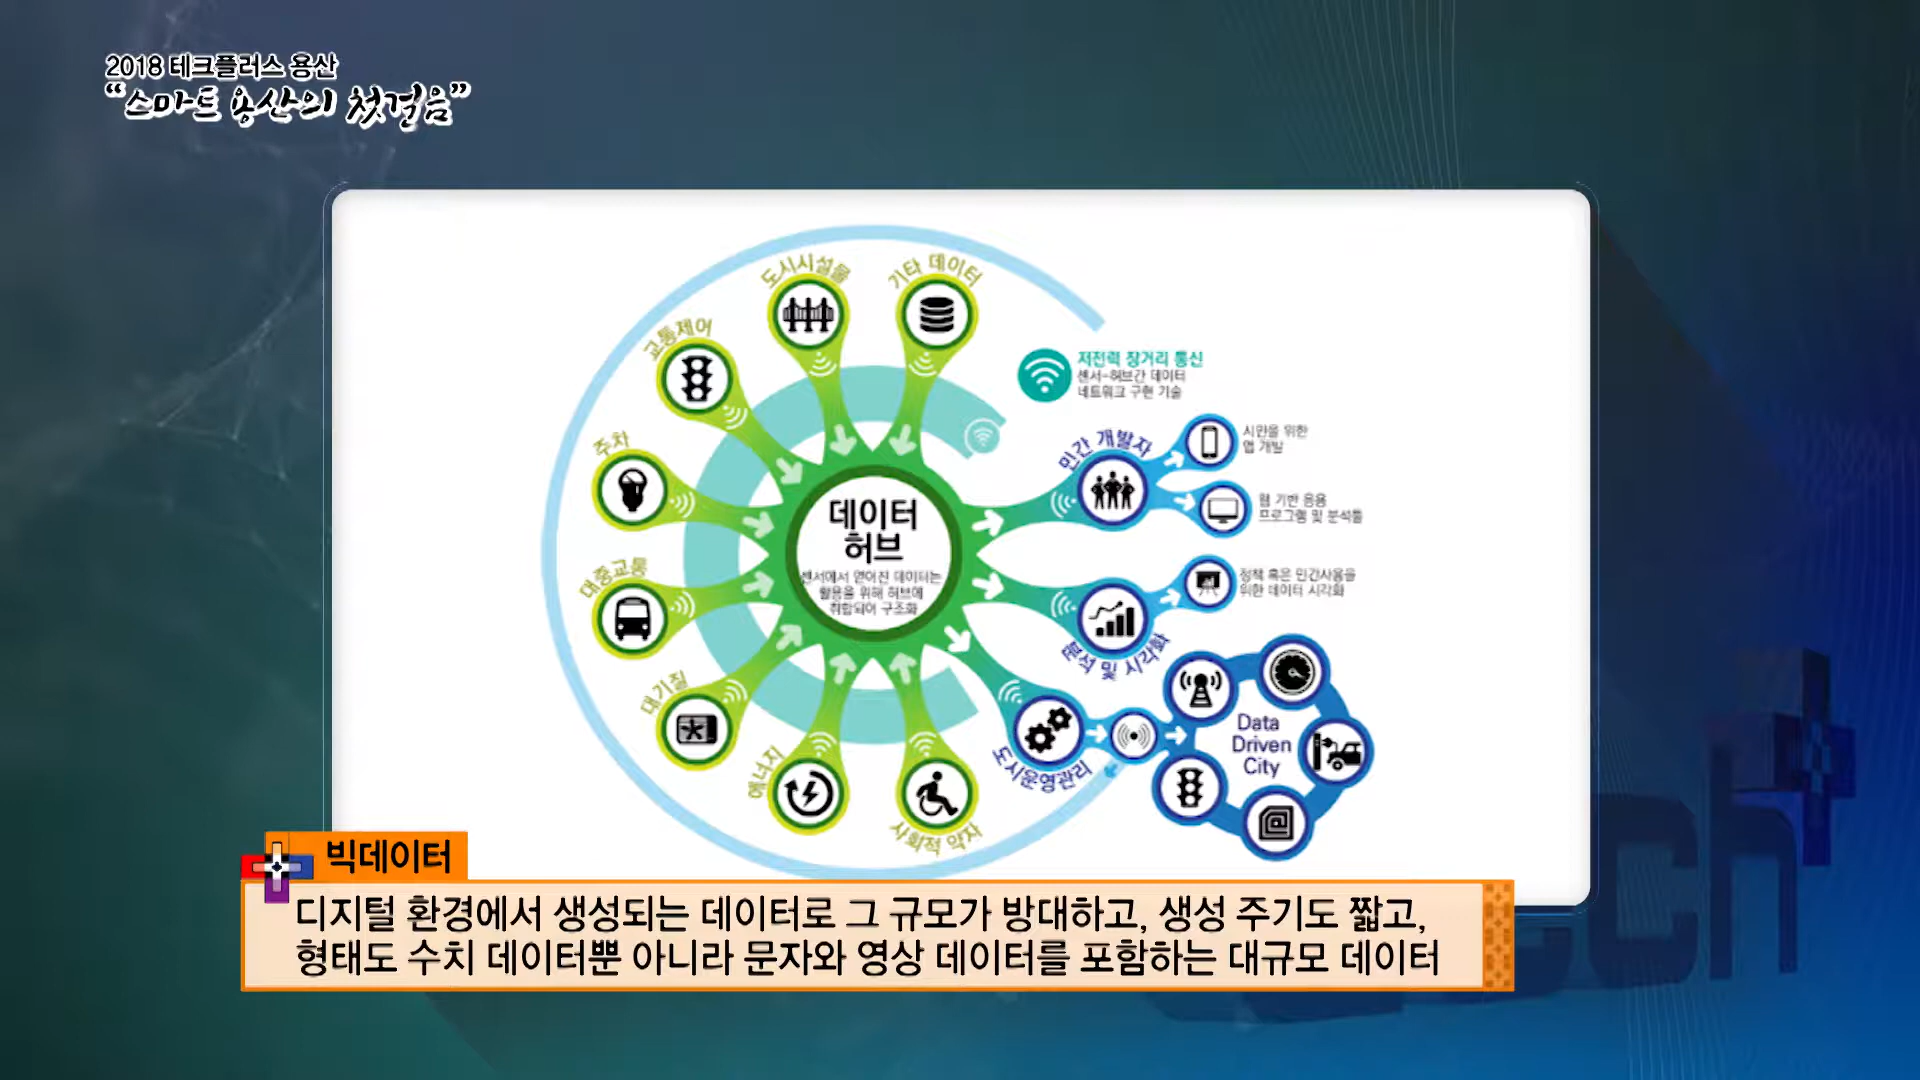 2018 테크플러스 용산
“스마트 용산의 첫걸음”
도시시설물
기타 데이터
교통제어
주차
대중교통
대기질
에너지
사회적 약자
데이터
허브
센서에서 얻어진 데이터는
활용을 위해 허브에
취합되어 구조화
저전력 장거리 통신
센서-허브간 데이터
네트워크 구현 기술
민간 개발자
시민을 위한
앱 개발
웹 기반 응용
프로그램 및 분석툴
분석 및 시각화
정책 혹은 민간사용을
위한 데이터 시각화
도시운영관리
Data
Driven
City
빅데이터
디지털 환경에서 생성되는 데이터로 그 규모가 방대하고, 생성 주기도 짧고,
형태도 수치 데이터뿐 아니라 문자와 영상 데이터를 포함하는 대규모 데이터